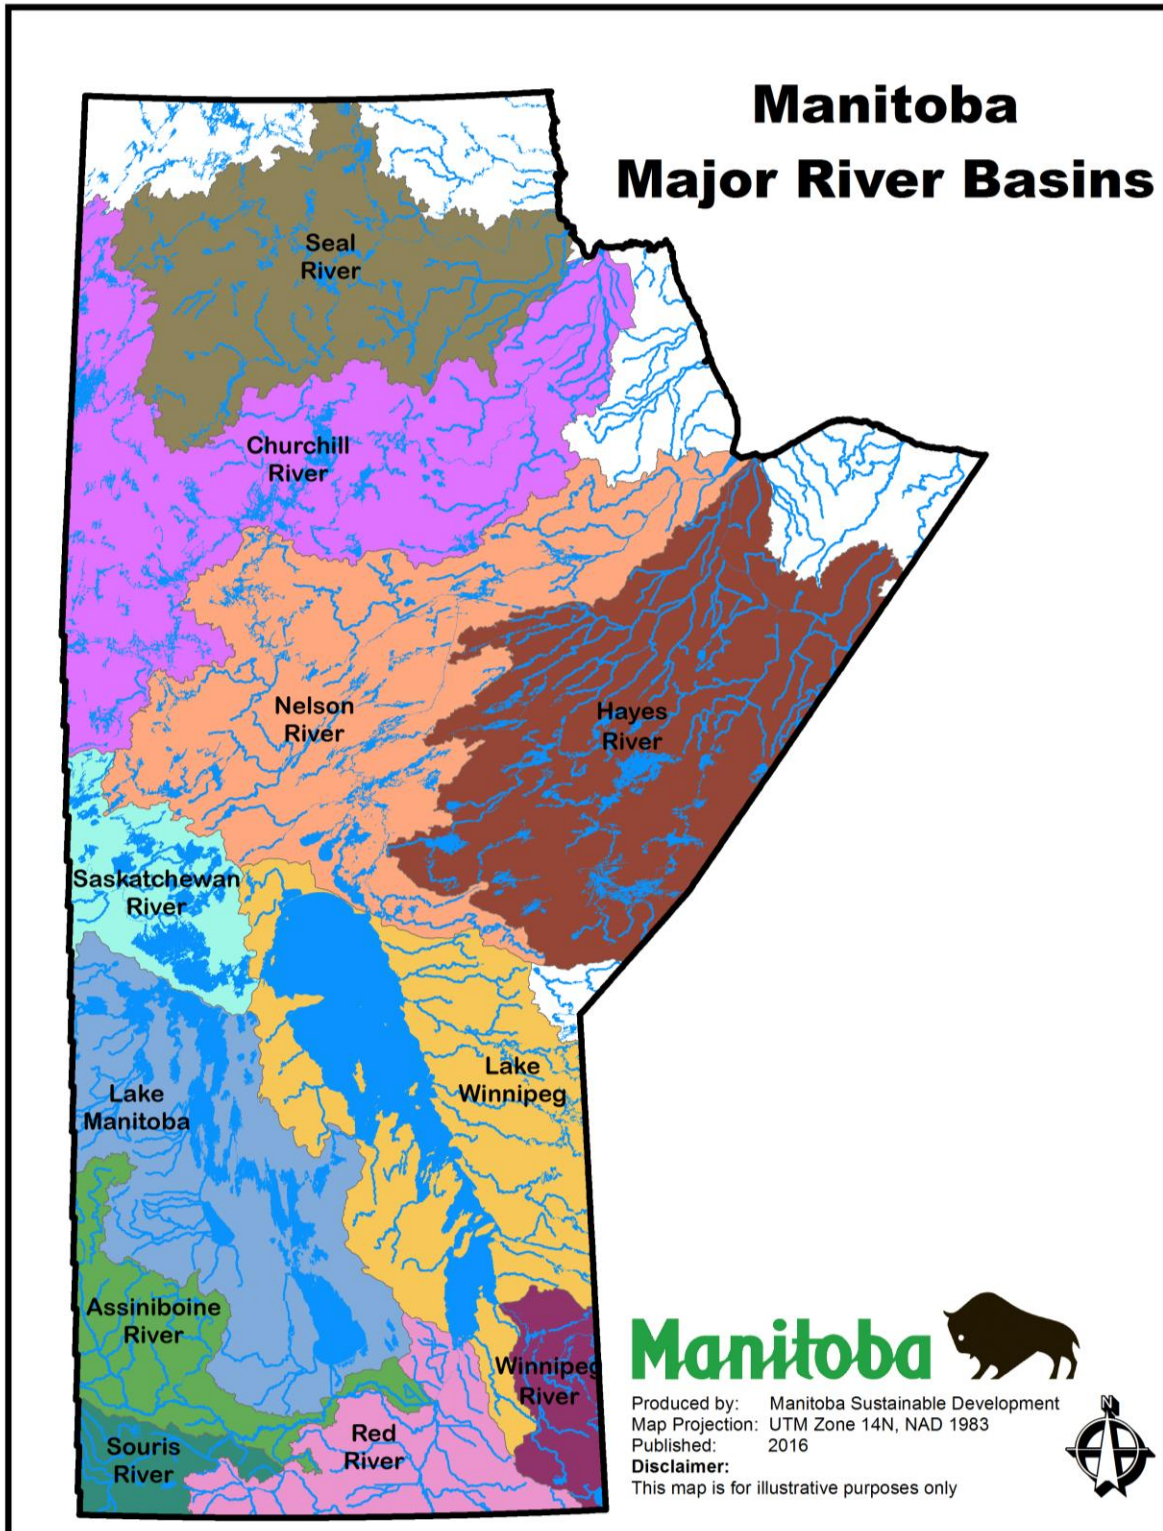 Manitoba
Major River Basins
Seal
River
Churchill
River
Nelson
River
Hayes
River
Saskatchewan
River
Lake
Winnipeg
Lake
Manitoba
Assiniboine
River
Winnipeg
River
Red
River
Souris
River
Manitoba
Produced by: Manitoba Sustainable Development
Map Projection: UTM Zone 14N, NAD 1983
Published: 2016
Disclaimer:
This map is for illustrative purposes only
N